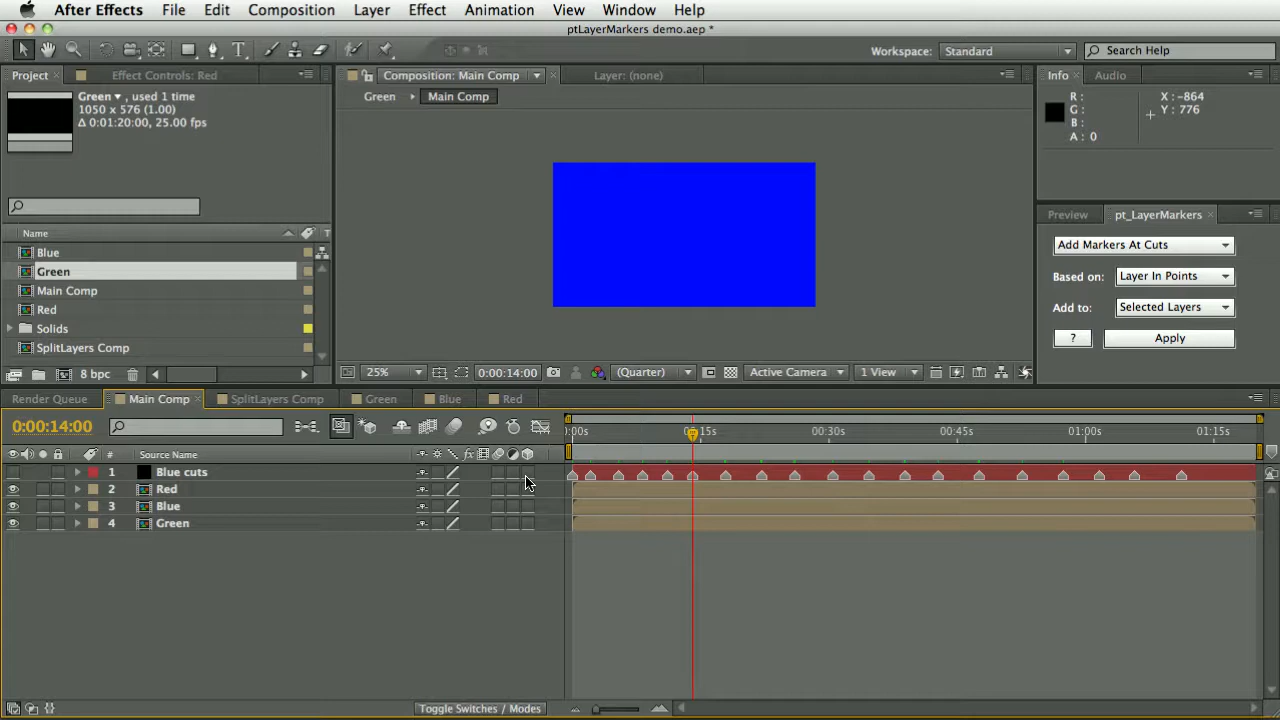 After Effects File Edit Composition Layer Effect Animation View Window Help
ptLayerMarkers demo.aep *
Workspace: Standard Search Help
Project Effect Controls: Red
Composition: Main Comp Layer: (none)
Info Audio
Green , used 1 time
1050 x 576 (1.00)
Δ 0:01:20:00, 25.00 fps
Green Main Comp
R: X: -864
G: Y: 776
B:
A: 0
Name T
Blue
Green
Main Comp
Red
Solids
SplitLayers Comp
8 bpc
Preview pt_LayerMarkers
Add Markers At Cuts
Based on: Layer In Points
Add to: Selected Layers
? Apply
25% 0:00:14:00 (Quarter) Active Camera 1 View
Render Queue Main Comp SplitLayers Comp Green Blue Red
0:00:14:00
:00s 00:30s 00:45s 01:00s 01:15s
# Source Name fx
1 Blue cuts
2 Red
3 Blue
4 Green
Toggle Switches / Modes